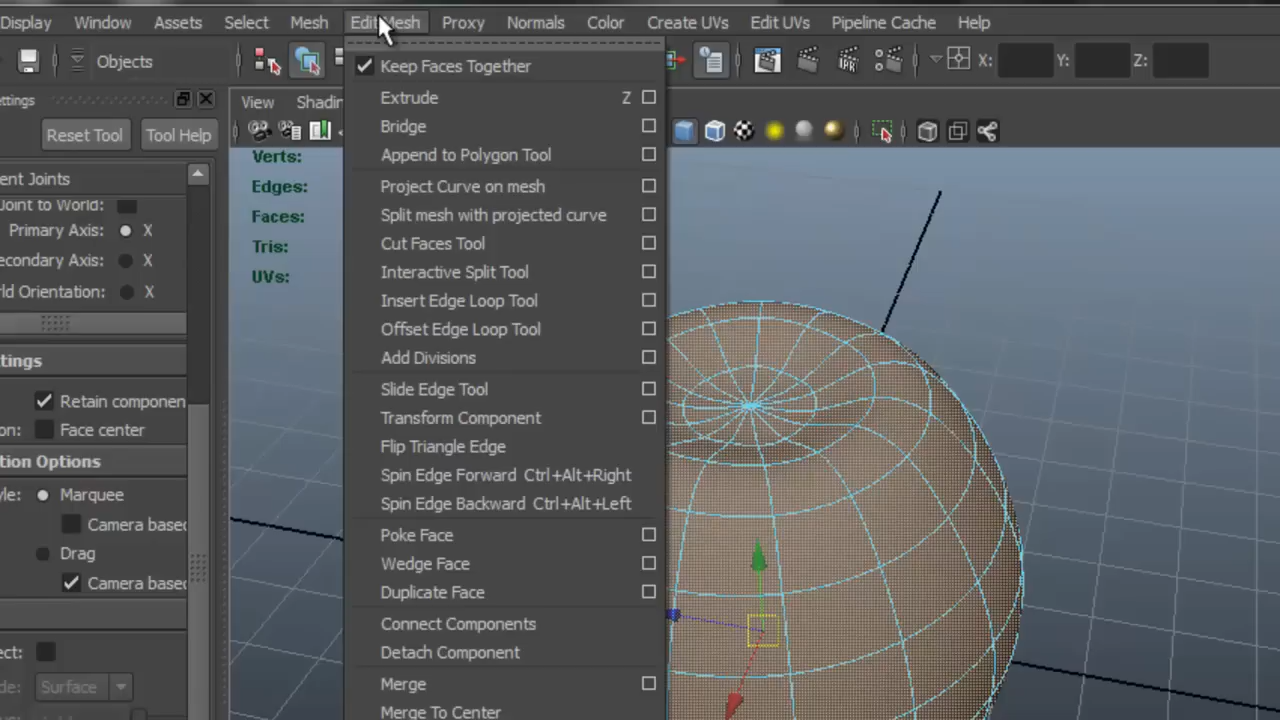 Display Window Assets Select Mesh Edit Mesh Proxy Normals Color Create UVs Edit UVs Pipeline Cache Help
Objects
X: Y: Z:
ettings
View Shadin
Reset Tool Tool Help
ent Joints
Joint to World:
Primary Axis: X
econdary Axis: X
ld Orientation: X
ttings
Retain componen
on: Face center
tion Options
yle: Marquee
Camera based
Drag
Camera based
ect:
de: Surface
Verts:
Edges:
Faces:
Tris:
UVs:
Keep Faces Together
Extrude Z
Bridge
Append to Polygon Tool
Project Curve on mesh
Split mesh with projected curve
Cut Faces Tool
Interactive Split Tool
Insert Edge Loop Tool
Offset Edge Loop Tool
Add Divisions
Slide Edge Tool
Transform Component
Flip Triangle Edge
Spin Edge Forward Ctrl+Alt+Right
Spin Edge Backward Ctrl+Alt+Left
Poke Face
Wedge Face
Duplicate Face
Connect Components
Detach Component
Merge
Merge To Center